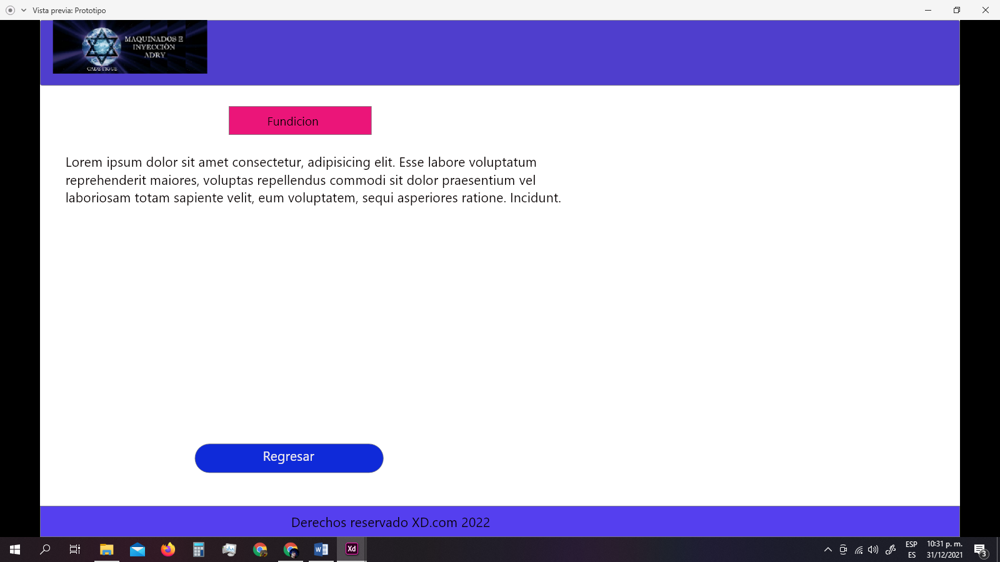 Vista previa: Prototipo
MAQUINADOS E
INYECCIÓN
ADRY
CADETIGUE
Fundicion
Lorem ipsum dolor sit amet consectetur, adipisicing elit. Esse labore voluptatum
reprehenderit maiores, voluptas repellendus commodi sit dolor praesentium vel
laboriosam totam sapiente velit, eum voluptatem, sequi asperiores ratione. Incidunt.
Regresar
Derechos reservado XD.com 2022
Xd
ESP
ES
10:31 p. m.
31/12/2021
3